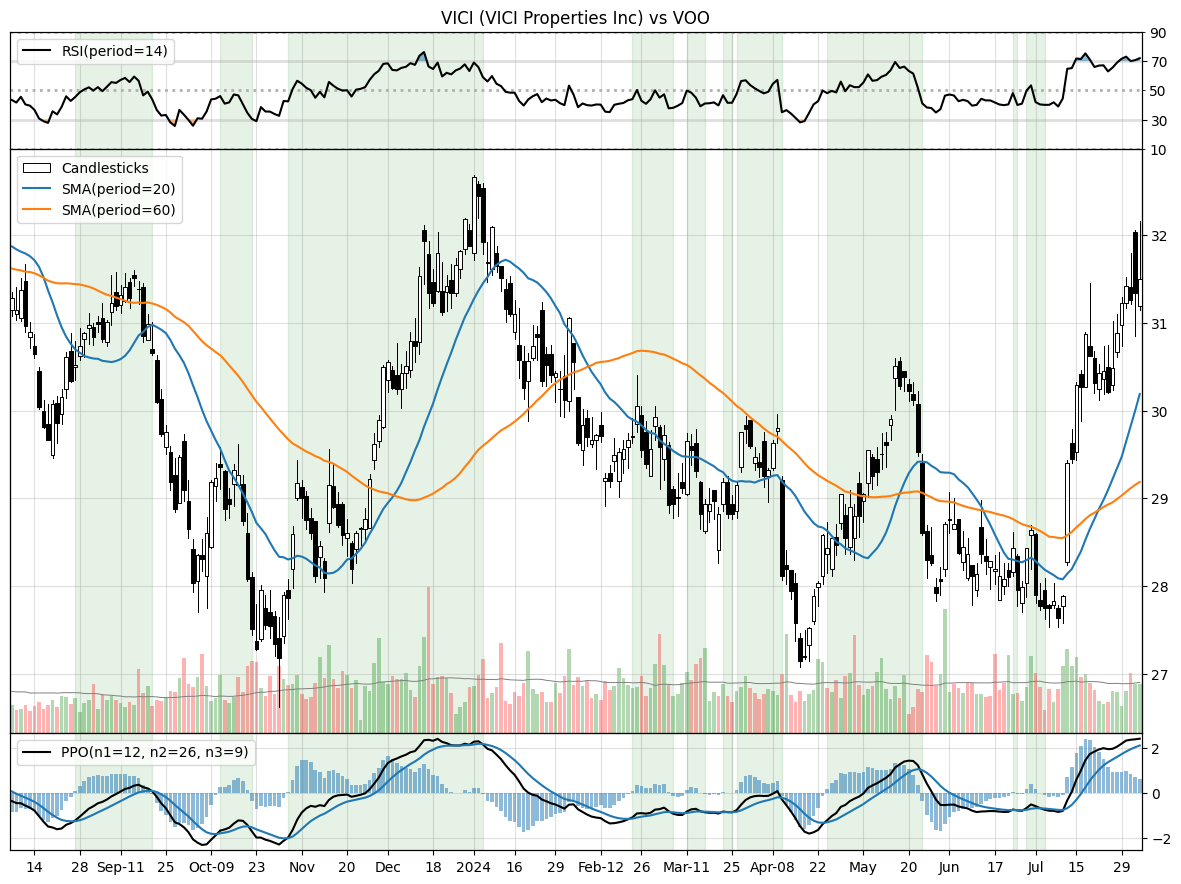 VICI (VICI Properties Inc) vs VOO
RSI(period=14)
90
70
50
30
10
Candlesticks
SMA(period=20)
SMA(period=60)
32
31
30
29
28
27
PPO(n1=12, n2=26, n3=9)
2
0
−2
14 28 Sep-11 25 Oct-09 23 Nov 20 Dec 18 2024 16 29 Feb-12 26 Mar-11 25 Apr-08 22 May 20 Jun 17 Jul 15 29